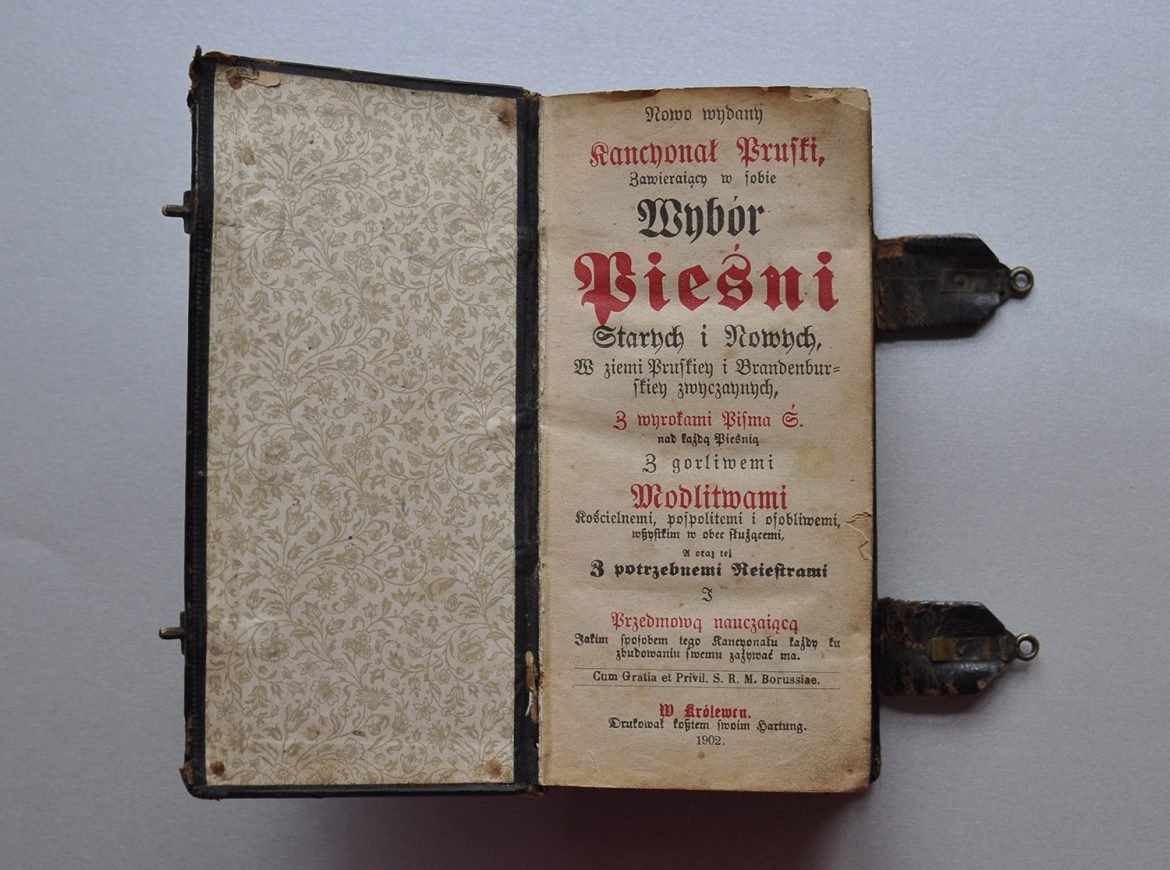 Nowo wydany
Kancyonał Pruſki,
Zawieraiący w ſobie
Wybór
Pieśni
Starych i Nowych,
W ziemi Pruſkiey i Brandenbur⸗
ſkiey zwyczaynych,
Z wyrokami Piſma Ś.
nad każdą Pieśnią
Z gorliwemi
Modlitwami
Kościelnemi, poſpolitemi i oſobliwemi,
wßyſtkim w obec ſłużącemi,
A oraz też
Z potrzebnemi Reieſtrami
I
Przedmową nauczaiącą
Jakim ſpoſobem tego Kancyonału każdy ku
zbudowaniu ſwemu zażywać ma.
Cum Gratia et Privil. S. R. M. Borussiae.
W Królewcu.
Drukował koßtem ſwoim Hartung.
1902.